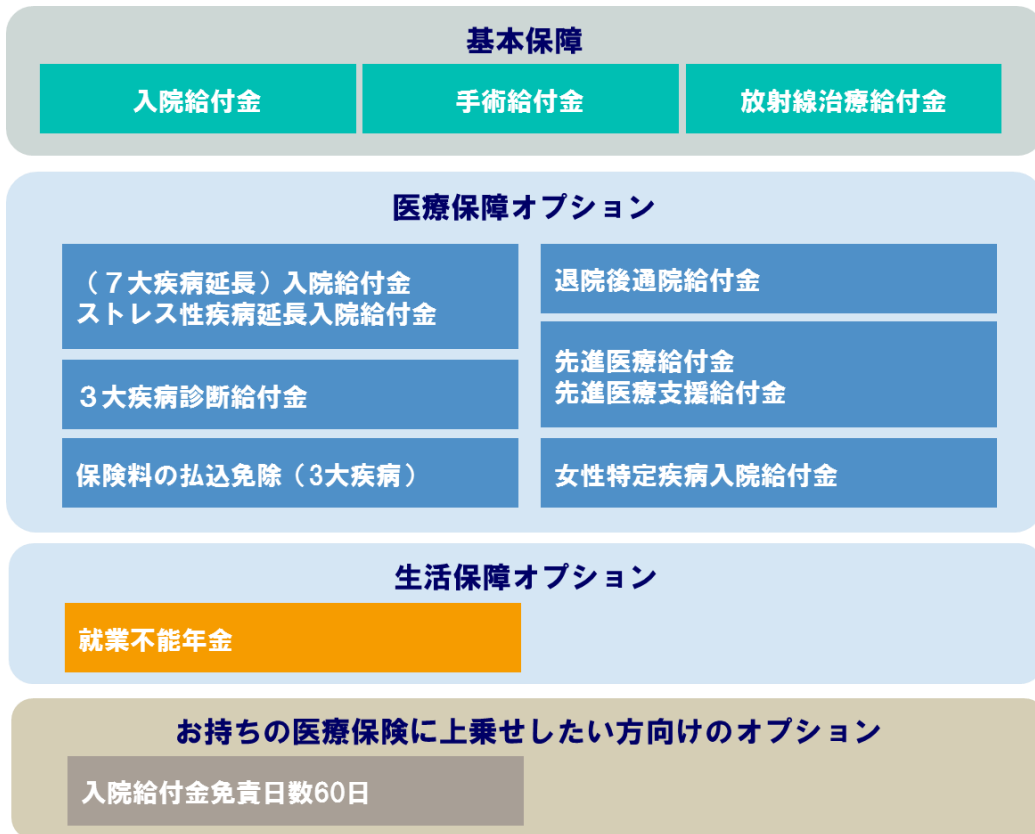 基本保障
入院給付金
手術給付金
放射線治療給付金
医療保障オプション
（７大疾病延長）入院給付金
ストレス性疾病延長入院給付金
３大疾病診断給付金
保険料の払込免除（3大疾病）
退院後通院給付金
先進医療給付金
先進医療支援給付金
女性特定疾病入院給付金
生活保障オプション
就業不能年金
お持ちの医療保険に上乗せしたい方向けのオプション
入院給付金免責日数60日